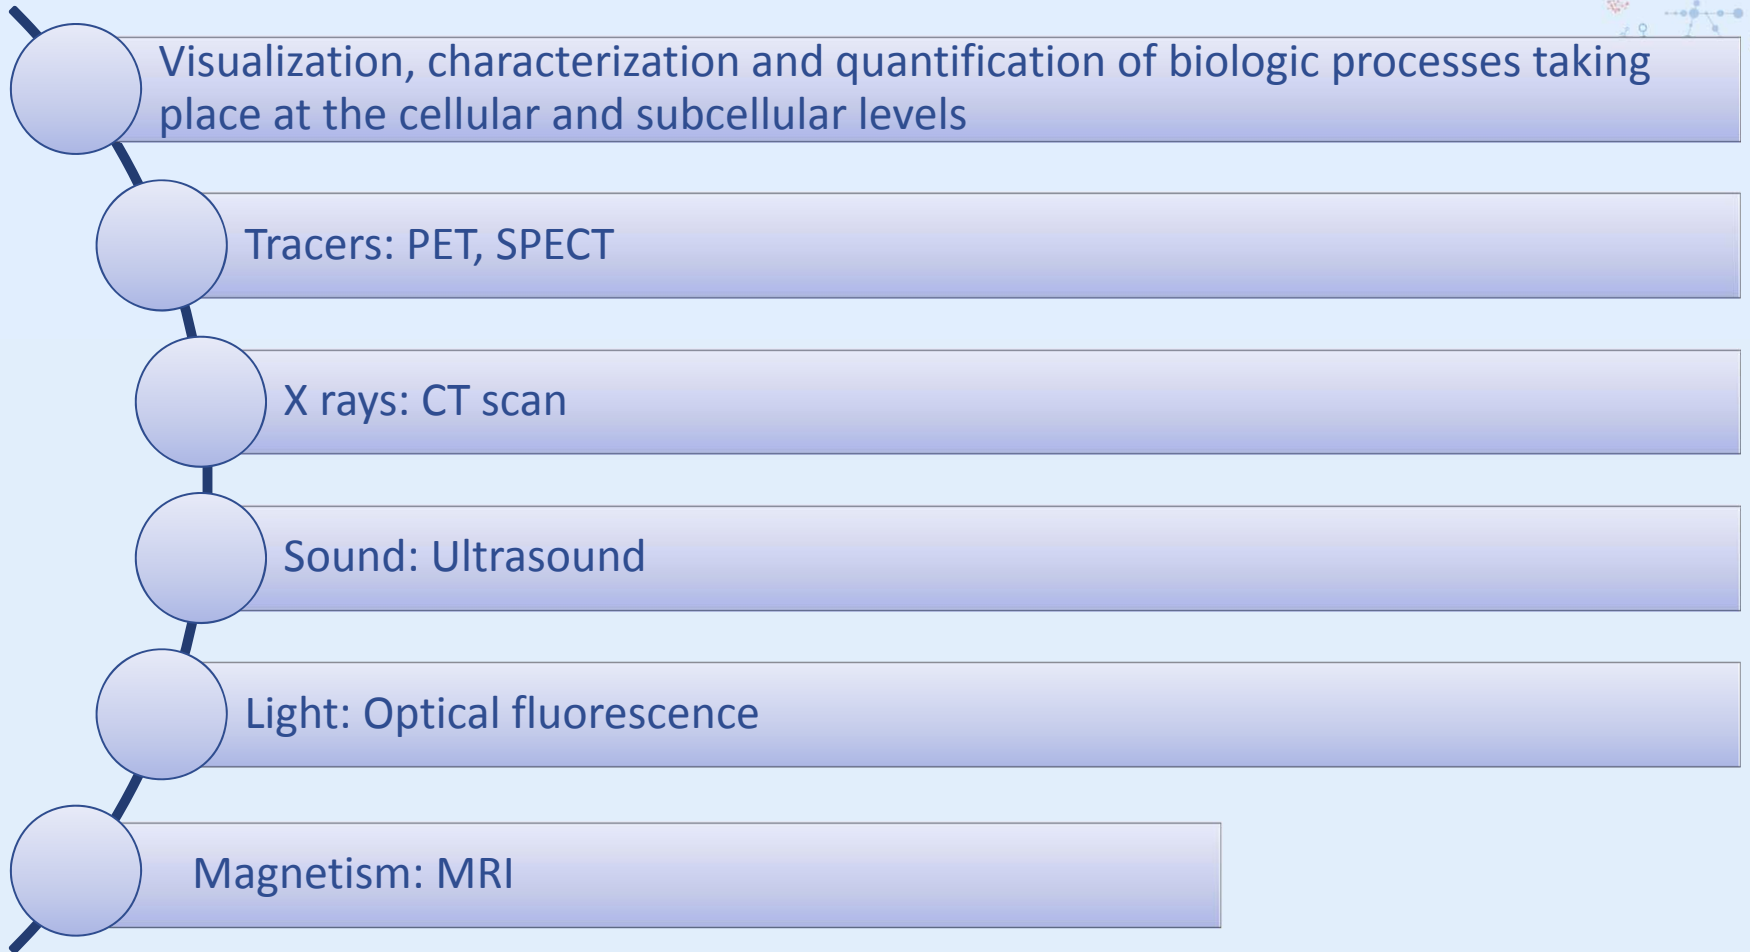 Visualization, characterization and quantification of biologic processes taking
place at the cellular and subcellular levels
Tracers: PET, SPECT
X rays: CT scan
Sound: Ultrasound
Light: Optical fluorescence
Magnetism: MRI